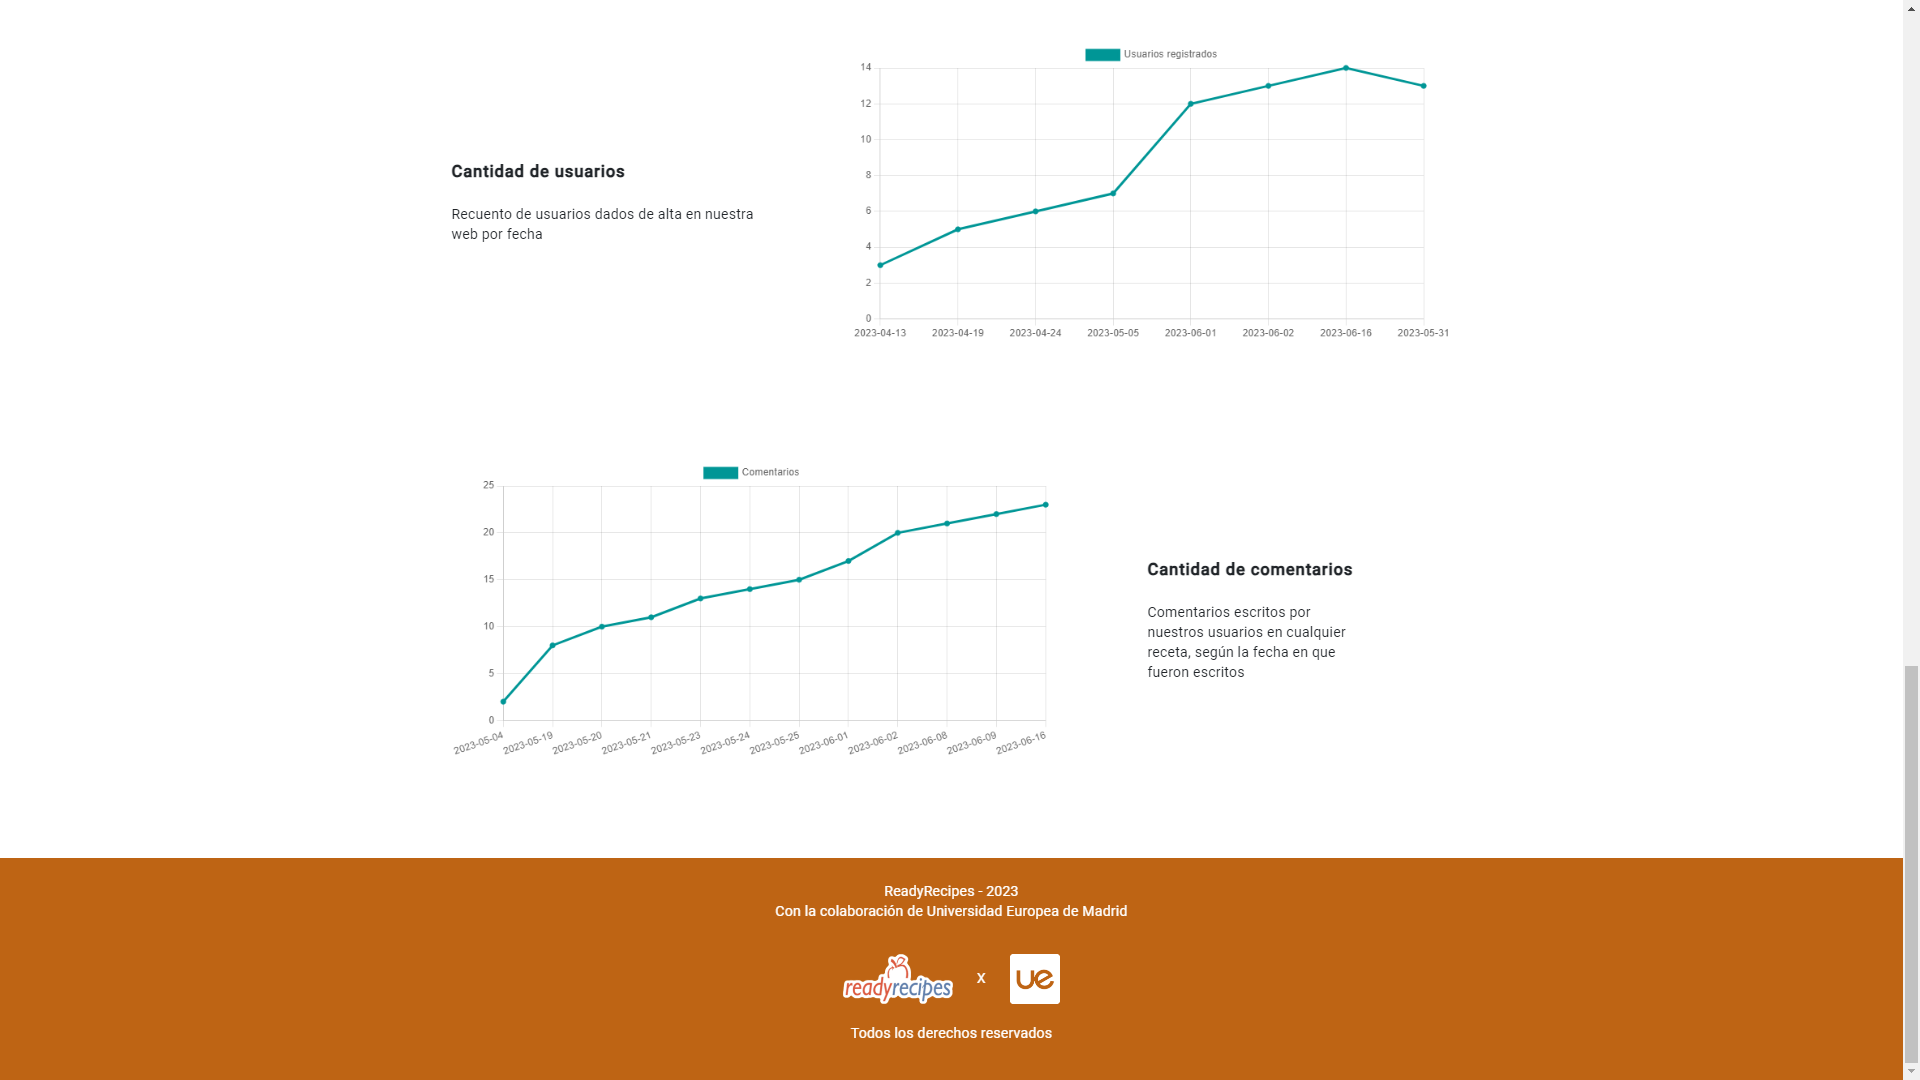 Usuarios registrados
14
12
10
8
6
4
2
0
2023-04-13 2023-04-19 2023-04-24 2023-05-05 2023-06-01 2023-06-02 2023-06-16 2023-05-31
Cantidad de usuarios
Recuento de usuarios dados de alta en nuestra
web por fecha
Comentarios
25
20
15
10
5
0
2023-05-04 2023-05-19 2023-05-20 2023-05-21 2023-05-23 2023-05-24 2023-05-25 2023-06-01 2023-06-02 2023-06-08 2023-06-09 2023-06-16
Cantidad de comentarios
Comentarios escritos por
nuestros usuarios en cualquier
receta, según la fecha en que
fueron escritos
ReadyRecipes - 2023
Con la colaboración de Universidad Europea de Madrid
readyrecipes x ue
Todos los derechos reservados